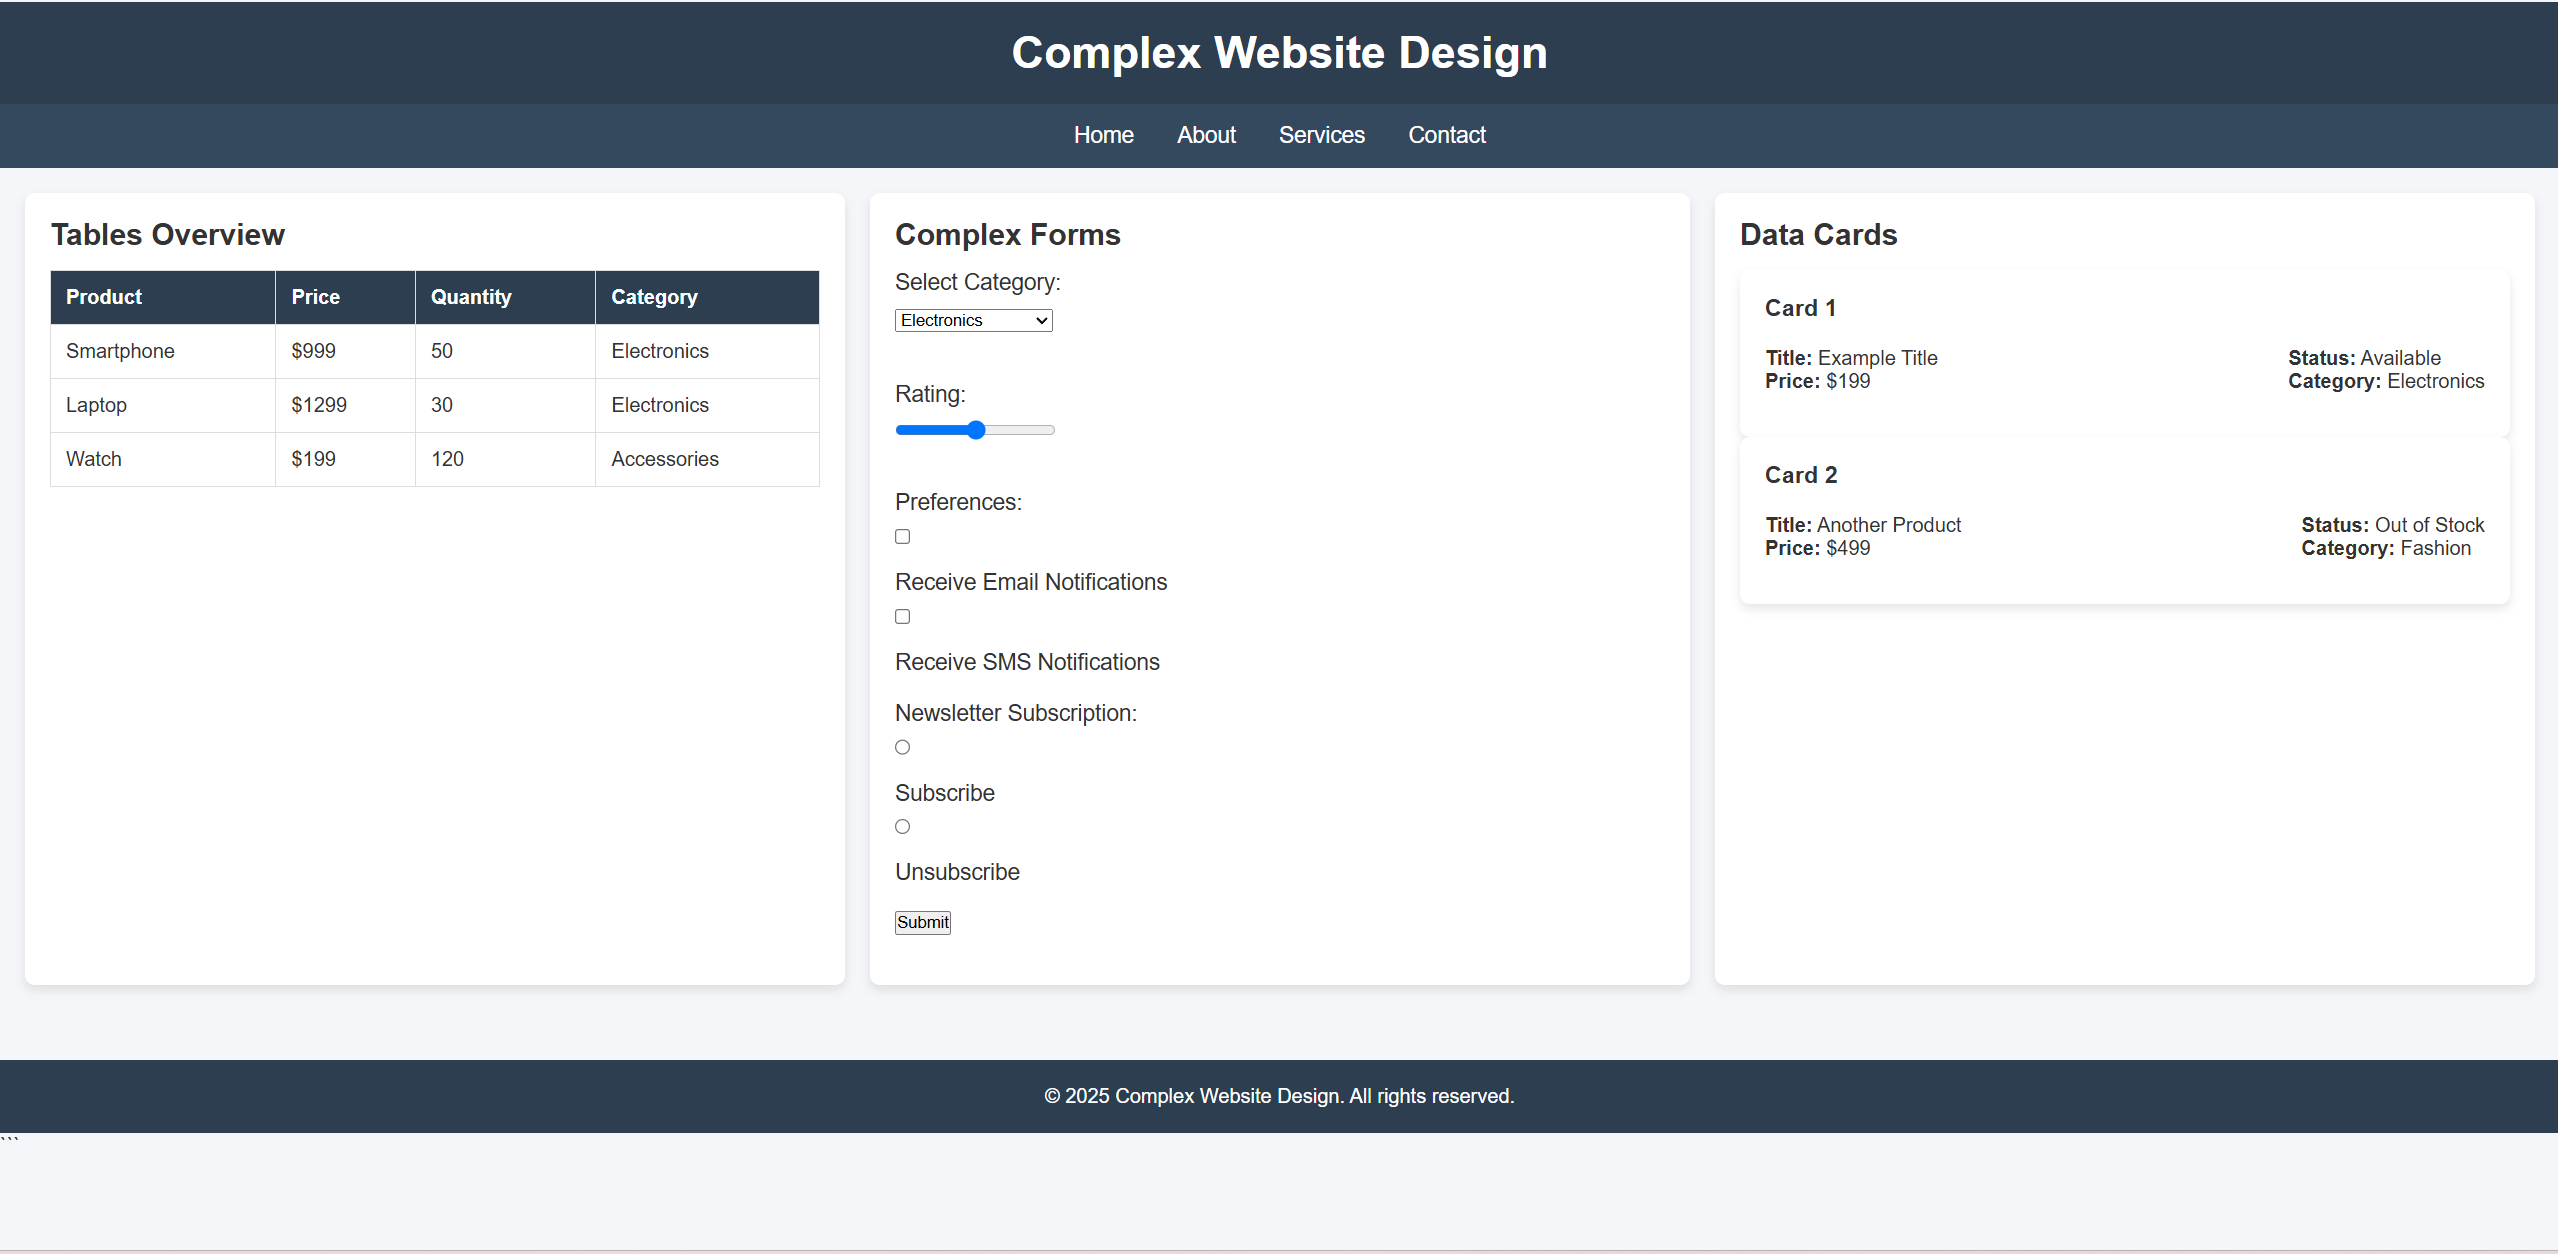 Complex Website Design
Home About Services Contact
Tables Overview
Product Price Quantity Category
Smartphone $999 50 Electronics
Laptop $1299 30 Electronics
Watch $199 120 Accessories
Complex Forms
Select Category:
Electronics
Rating:
Preferences:
Receive Email Notifications
Receive SMS Notifications
Newsletter Subscription:
Subscribe
Unsubscribe
Submit
Data Cards
Card 1
Title: Example Title Status: Available
Price: $199 Category: Electronics
Card 2
Title: Another Product Status: Out of Stock
Price: $499 Category: Fashion
© 2025 Complex Website Design. All rights reserved.
```